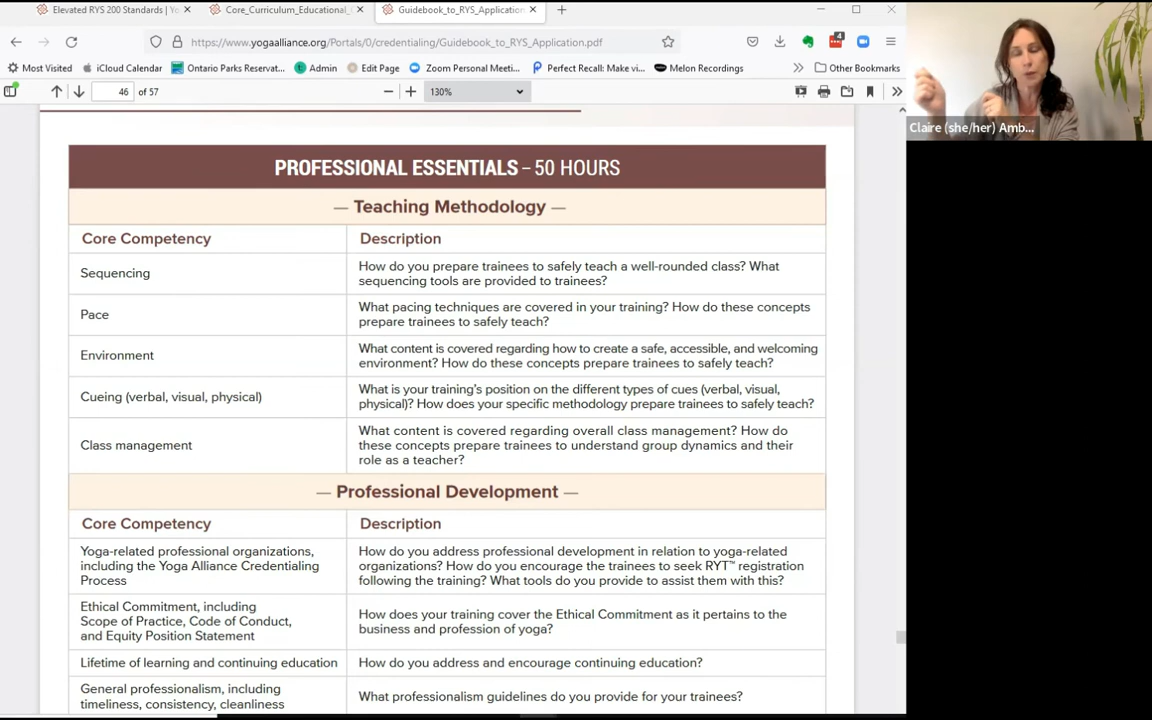 Elevated RYS 200 Standards | Yo
Core_Curriculum_Educational_C
Guidebook_to_RYS_Application.
https://www.yogaalliance.org/Portals/0/credentialing/Guidebook_to_RYS_Application.pdf
4
Most Visited
iCloud Calendar
Ontario Parks Reservat...
Admin
Edit Page
Zoom Personal Meeti...
Perfect Recall: Make vi...
Melon Recordings
Other Bookmarks
46 of 57
130%
Claire (she/her) Amb...
PROFESSIONAL ESSENTIALS – 50 HOURS
— Teaching Methodology —
Core Competency
Description
Sequencing
How do you prepare trainees to safely teach a well-rounded class? What
sequencing tools are provided to trainees?
Pace
What pacing techniques are covered in your training? How do these concepts
prepare trainees to safely teach?
Environment
What content is covered regarding how to create a safe, accessible, and welcoming
environment? How do these concepts prepare trainees to safely teach?
Cueing (verbal, visual, physical)
What is your training's position on the different types of cues (verbal, visual,
physical)? How does your specific methodology prepare trainees to safely teach?
Class management
What content is covered regarding overall class management? How do
these concepts prepare trainees to understand group dynamics and their
role as a teacher?
— Professional Development —
Core Competency
Description
Yoga-related professional organizations,
including the Yoga Alliance Credentialing
Process
How do you address professional development in relation to yoga-related
organizations? How do you encourage the trainees to seek RYT™ registration
following the training? What tools do you provide to assist them with this?
Ethical Commitment, including
Scope of Practice, Code of Conduct,
and Equity Position Statement
How does your training cover the Ethical Commitment as it pertains to the
business and profession of yoga?
Lifetime of learning and continuing education
How do you address and encourage continuing education?
General professionalism, including
timeliness, consistency, cleanliness
What professionalism guidelines do you provide for your trainees?